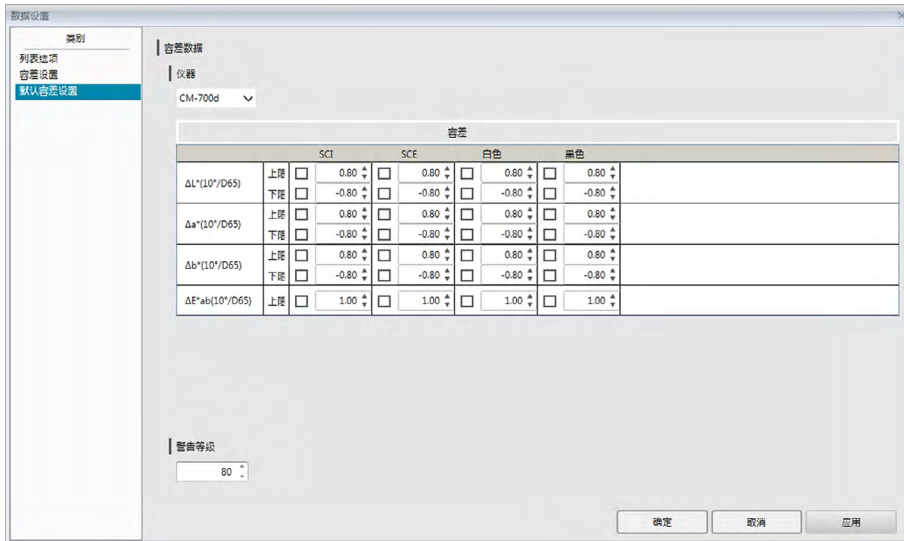 数据设置
类别
列表选项
容差设置
默认容差设置
容差数据
仪器
CM-700d
容差
SCI SCE 白色 黑色
ΔL*(10°/D65)
上限 0.80 0.80 0.80 0.80
下限 -0.80 -0.80 -0.80 -0.80
Δa*(10°/D65)
上限 0.80 0.80 0.80 0.80
下限 -0.80 -0.80 -0.80 -0.80
Δb*(10°/D65)
上限 0.80 0.80 0.80 0.80
下限 -0.80 -0.80 -0.80 -0.80
ΔE*ab(10°/D65) 上限 1.00 1.00 1.00 1.00
警告等级
80
确定 取消 应用